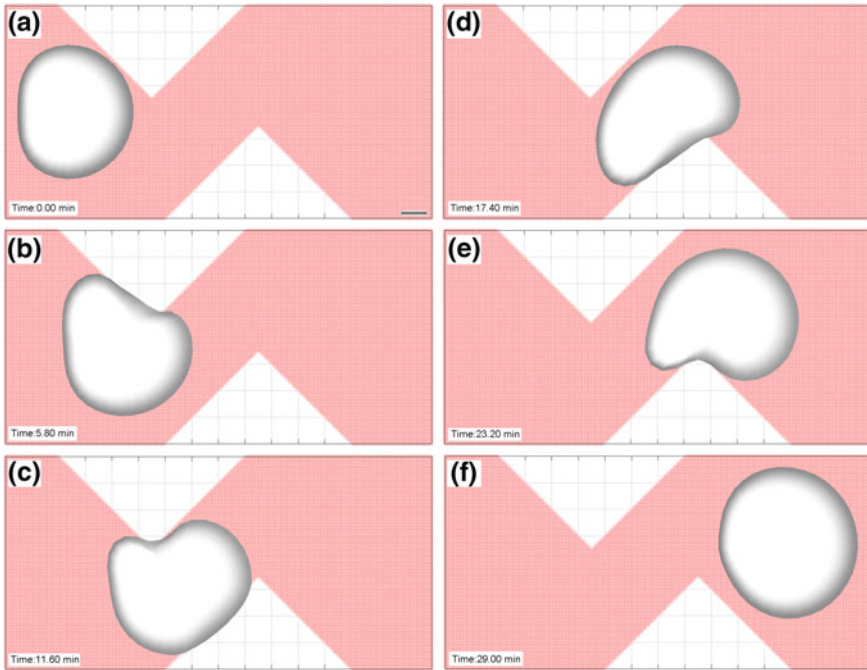 (a)
Time:0.00 min
(b)
Time:5.80 min
(c)
Time:11.60 min
(d)
Time:17.40 min
(e)
Time:23.20 min
(f)
Time:29.00 min